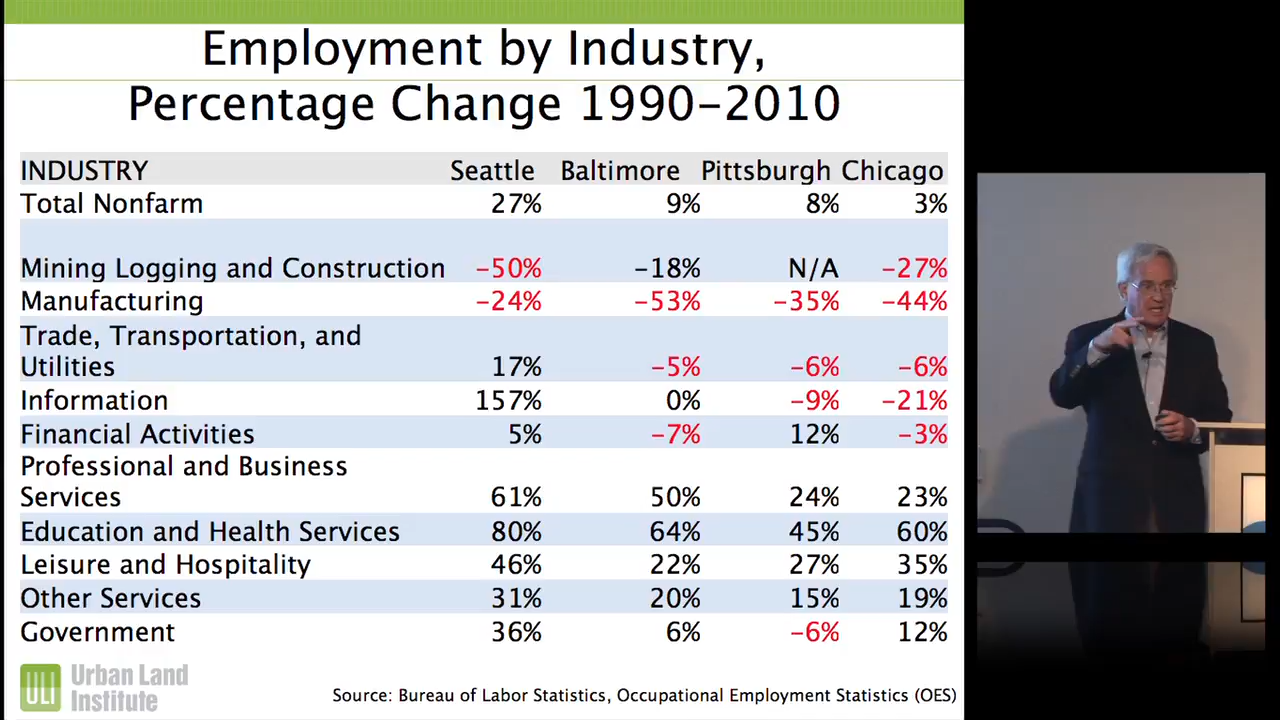 Employment by Industry,
Percentage Change 1990-2010
INDUSTRY Seattle Baltimore Pittsburgh Chicago
Total Nonfarm 27% 9% 8% 3%
Mining Logging and Construction -50% -18% N/A -27%
Manufacturing -24% -53% -35% -44%
Trade, Transportation, and
Utilities 17% -5% -6% -6%
Information 157% 0% -9% -21%
Financial Activities 5% -7% 12% -3%
Professional and Business
Services 61% 50% 24% 23%
Education and Health Services 80% 64% 45% 60%
Leisure and Hospitality 46% 22% 27% 35%
Other Services 31% 20% 15% 19%
Government 36% 6% -6% 12%
ULI Urban Land
Institute
Source: Bureau of Labor Statistics, Occupational Employment Statistics (OES)